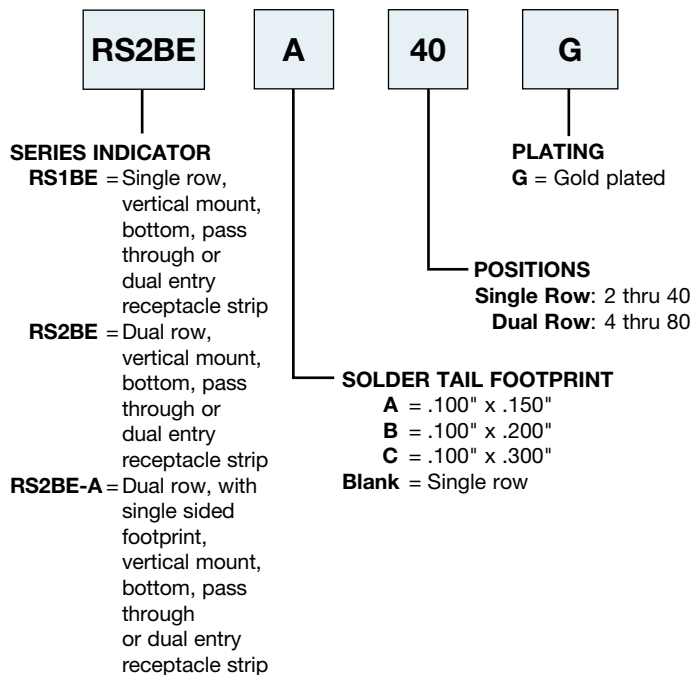 RS2BE A 40 G
SERIES INDICATOR
RS1BE = Single row,
vertical mount,
bottom, pass
through or
dual entry
receptacle strip
RS2BE = Dual row,
vertical mount,
bottom, pass
through or
dual entry
receptacle strip
RS2BE-A = Dual row, with
single sided
footprint,
vertical mount,
bottom, pass
through
or dual entry
receptacle strip
SOLDER TAIL FOOTPRINT
A = .100" x .150"
B = .100" x .200"
C = .100" x .300"
Blank = Single row
POSITIONS
Single Row: 2 thru 40
Dual Row: 4 thru 80
PLATING
G = Gold plated